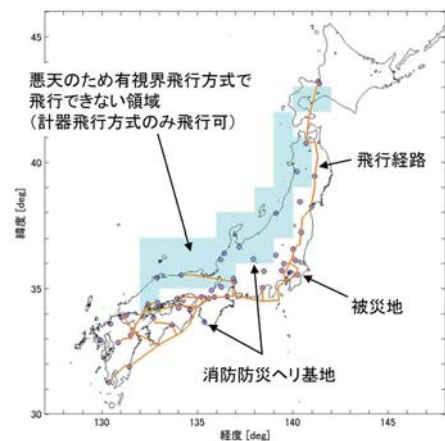 45
40
35
30
130
135
140
145
緯度 [deg]
経度 [deg]
悪天のため有視界飛行方式で
飛行できない領域
(計器飛行方式のみ飛行可)
飛行経路
被災地
消防防災ヘリ基地